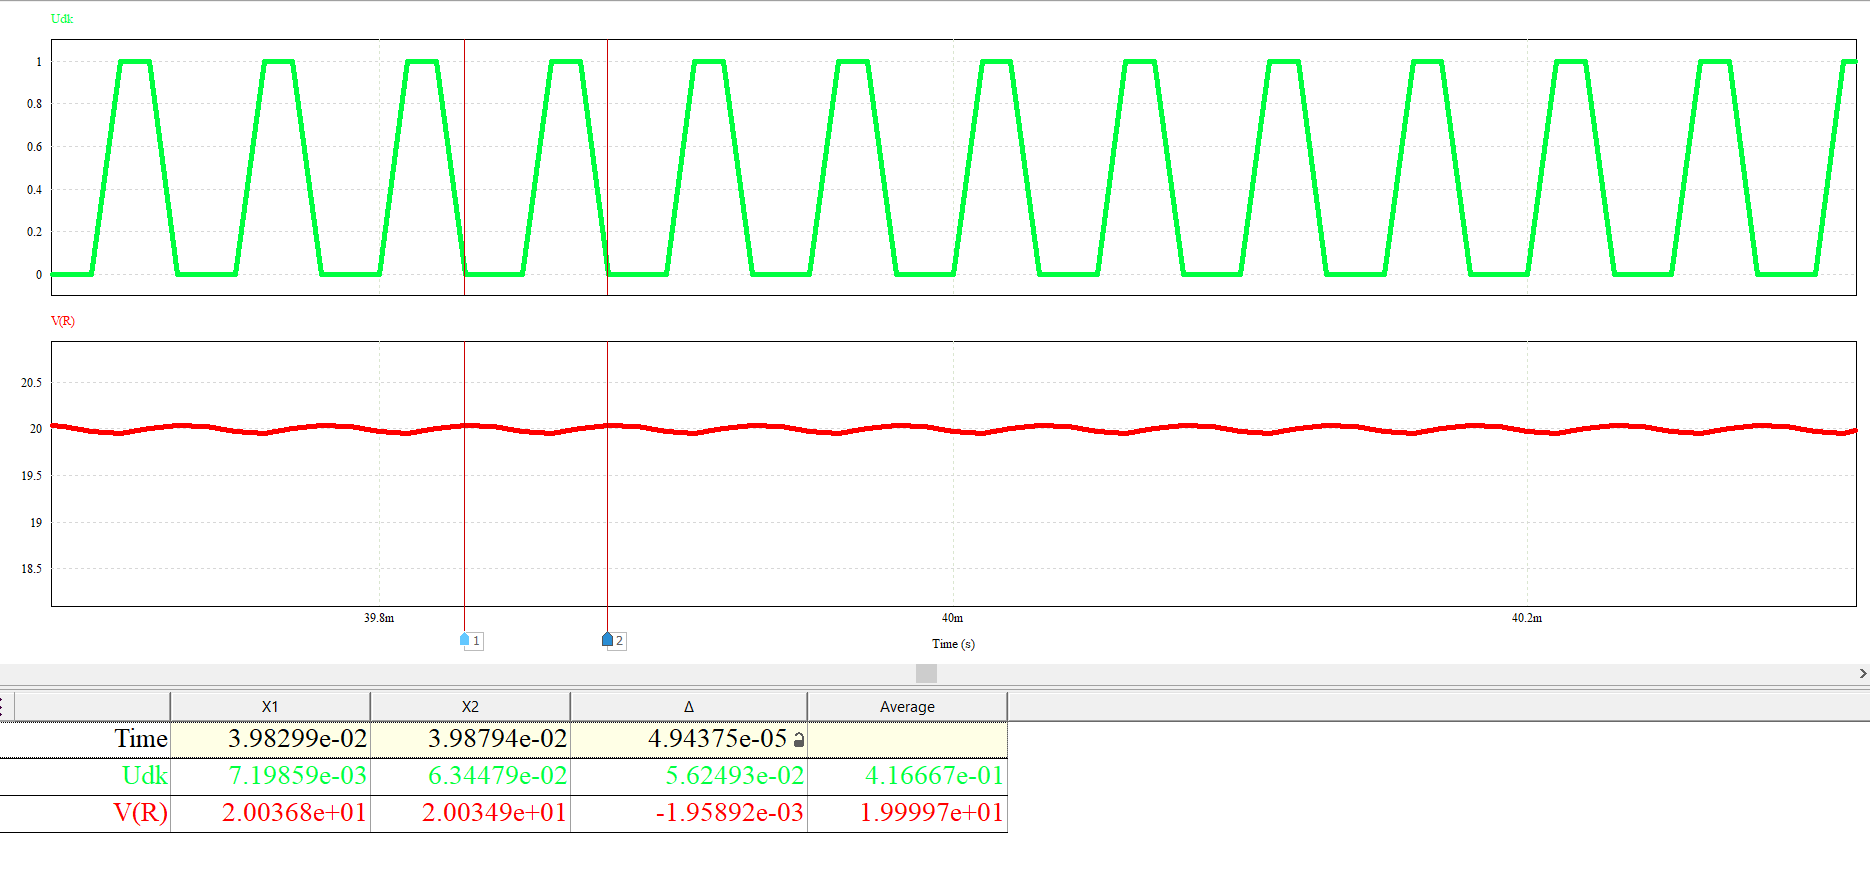 Udk
1
0.8
0.6
0.4
0.2
0
V(R)
20.5
20
19.5
19
18.5
39.8m 40m 40.2m
1 2
Time (s)
X1 X2 Δ Average
Time 3.98299e-02 3.98794e-02 4.94375e-05
Udk 7.19859e-03 6.34479e-02 5.62493e-02 4.16667e-01
V(R) 2.00368e+01 2.00349e+01 -1.95892e-03 1.99997e+01